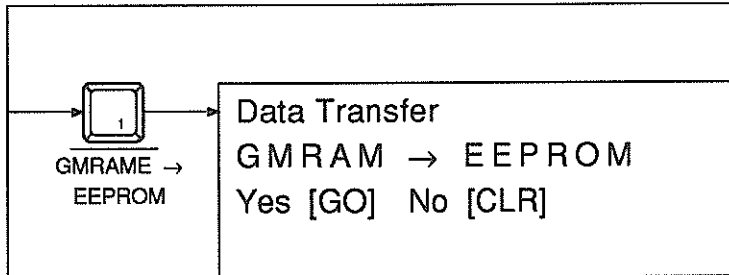 1
GMRAME →
EEPROM
Data Transfer
GMRAM → EEPROM
Yes [GO] No [CLR]